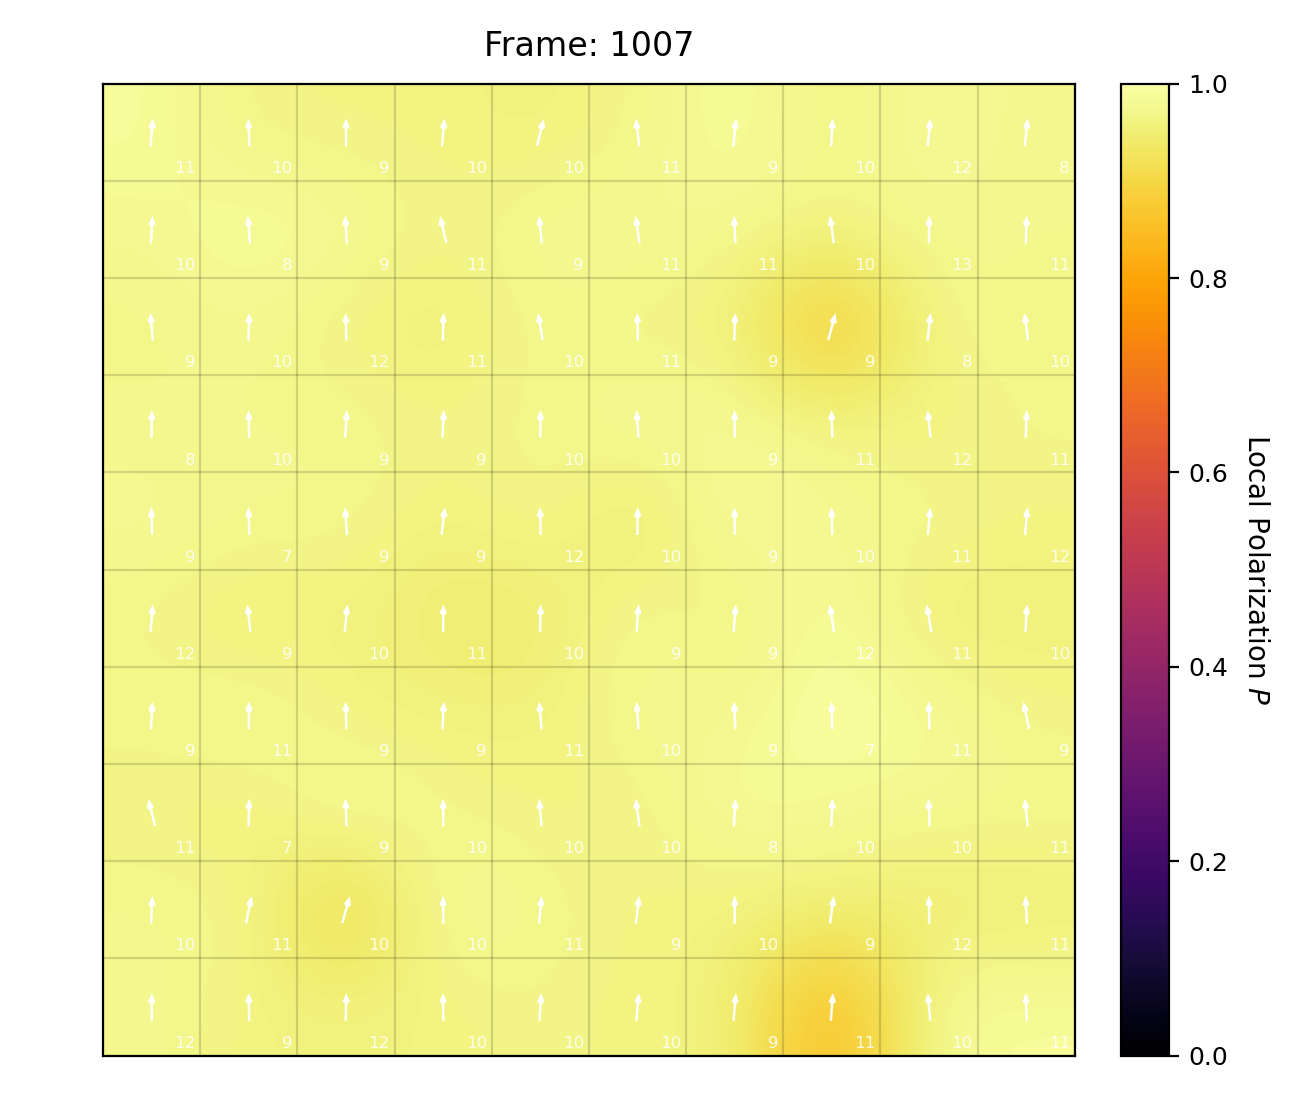 Frame: 1007
11 10 9 10 10 11 9 10 12 8
10 8 9 11 9 11 11 10 13 11
9 10 12 11 10 11 9 9 8 10
8 10 9 9 10 10 9 11 12 11
9 7 9 9 12 10 9 10 11 12
12 9 10 11 10 9 9 12 11 10
9 11 9 9 11 10 9 7 11 9
11 7 9 10 10 10 8 10 10 11
10 11 10 10 11 9 10 9 12 11
12 9 12 10 10 10 9 11 10 11
1.0
0.8
0.6
0.4
0.2
0.0
Local Polarization P